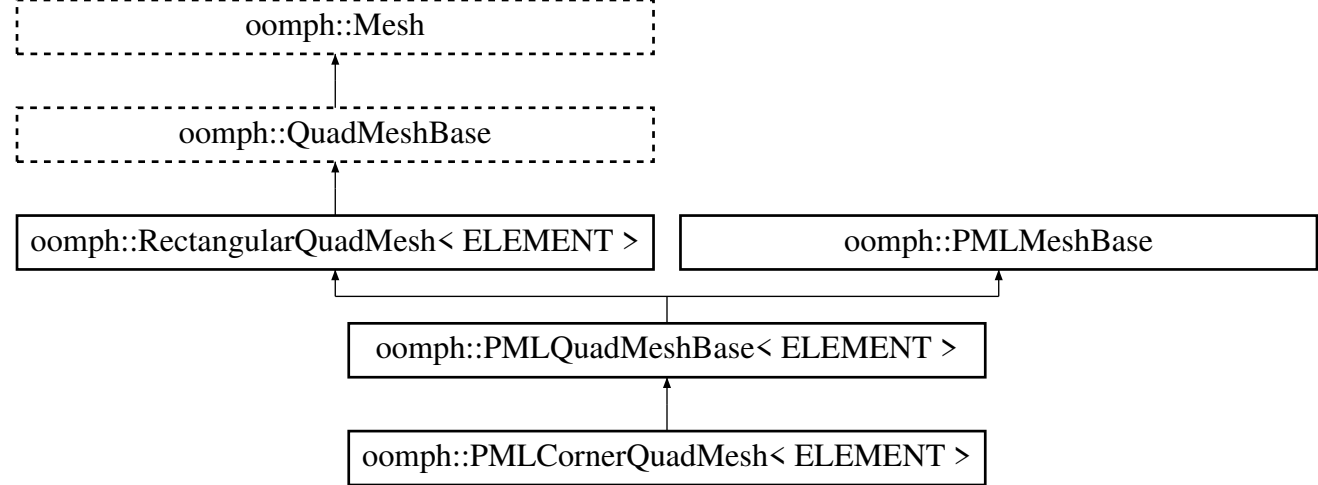 oomph::Mesh
oomph::QuadMeshBase
oomph::RectangularQuadMesh< ELEMENT >
oomph::PMLMeshBase
oomph::PMLQuadMeshBase< ELEMENT >
oomph::PMLCornerQuadMesh< ELEMENT >